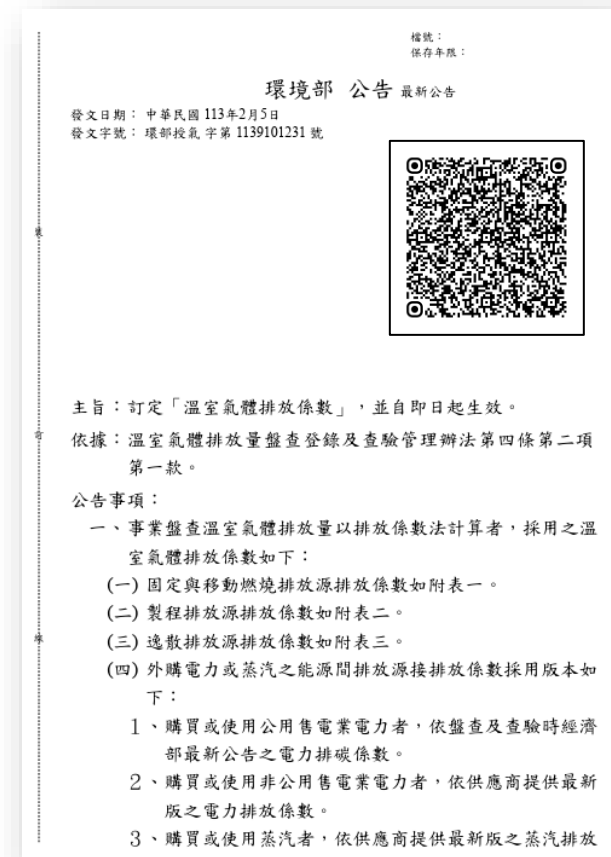 檔號：
保存年限：
環境部 公告 最新公告
發文日期： 中華民國 113年2月5日
發文字號： 環部授氣 字第 1139101231 號
裝
主旨：訂定「溫室氣體排放係數」，並自即日起生效。
訂
依據：溫室氣體排放量盤查登錄及查驗管理辦法第四條第二項
第一款。
公告事項：
一、事業盤查溫室氣體排放量以排放係數法計算者，採用之溫
室氣體排放係數如下：
(一) 固定與移動燃燒排放源排放係數如附表一。
(二) 製程排放源排放係數如附表二。
線
(三) 逸散排放源排放係數如附表三。
(四) 外購電力或蒸汽之能源間排放源接排放係數採用版本如
下：
1、購買或使用公用售電業電力者，依盤查及查驗時經濟
部最新公告之電力排碳係數。
2、購買或使用非公用售電業電力者，依供應商提供最新
版之電力排放係數。
3、購買或使用蒸汽者，依供應商提供最新版之蒸汽排放